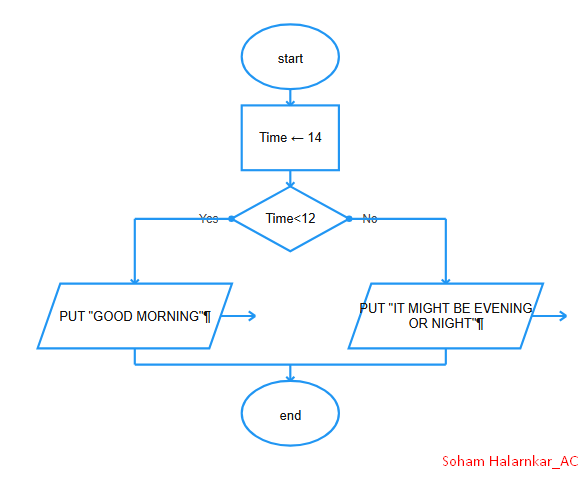 start
Time ← 14
Time<12
Yes
No
PUT "GOOD MORNING"¶
PUT "IT MIGHT BE EVENING
OR NIGHT"¶
end
Soham Halarnkar_AC